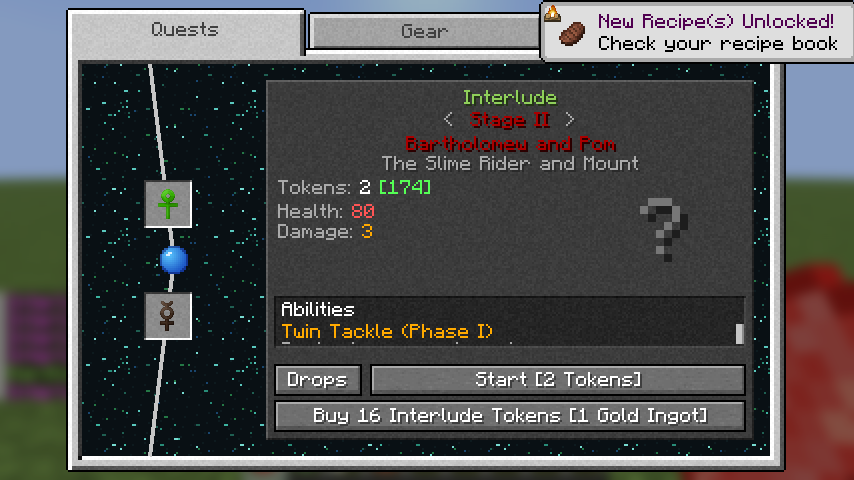 Quests
Gear
New Recipe(s) Unlocked!
Check your recipe book
Interlude
< Stage II >
Bartholomew and Pom
The Slime Rider and Mount
Tokens: 2 [174]
Health: 80
Damage: 3
?
Abilities
Twin Tackle (Phase I)
Drops
Start [2 Tokens]
Buy 16 Interlude Tokens [1 Gold Ingot]